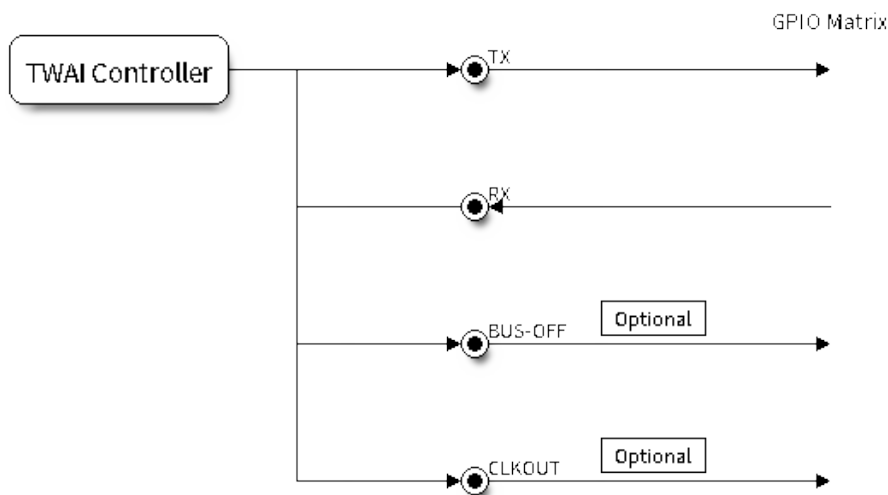 GPIO Matrix
TWAI Controller
TX
RX
BUS-OFF
Optional
CLKOUT
Optional